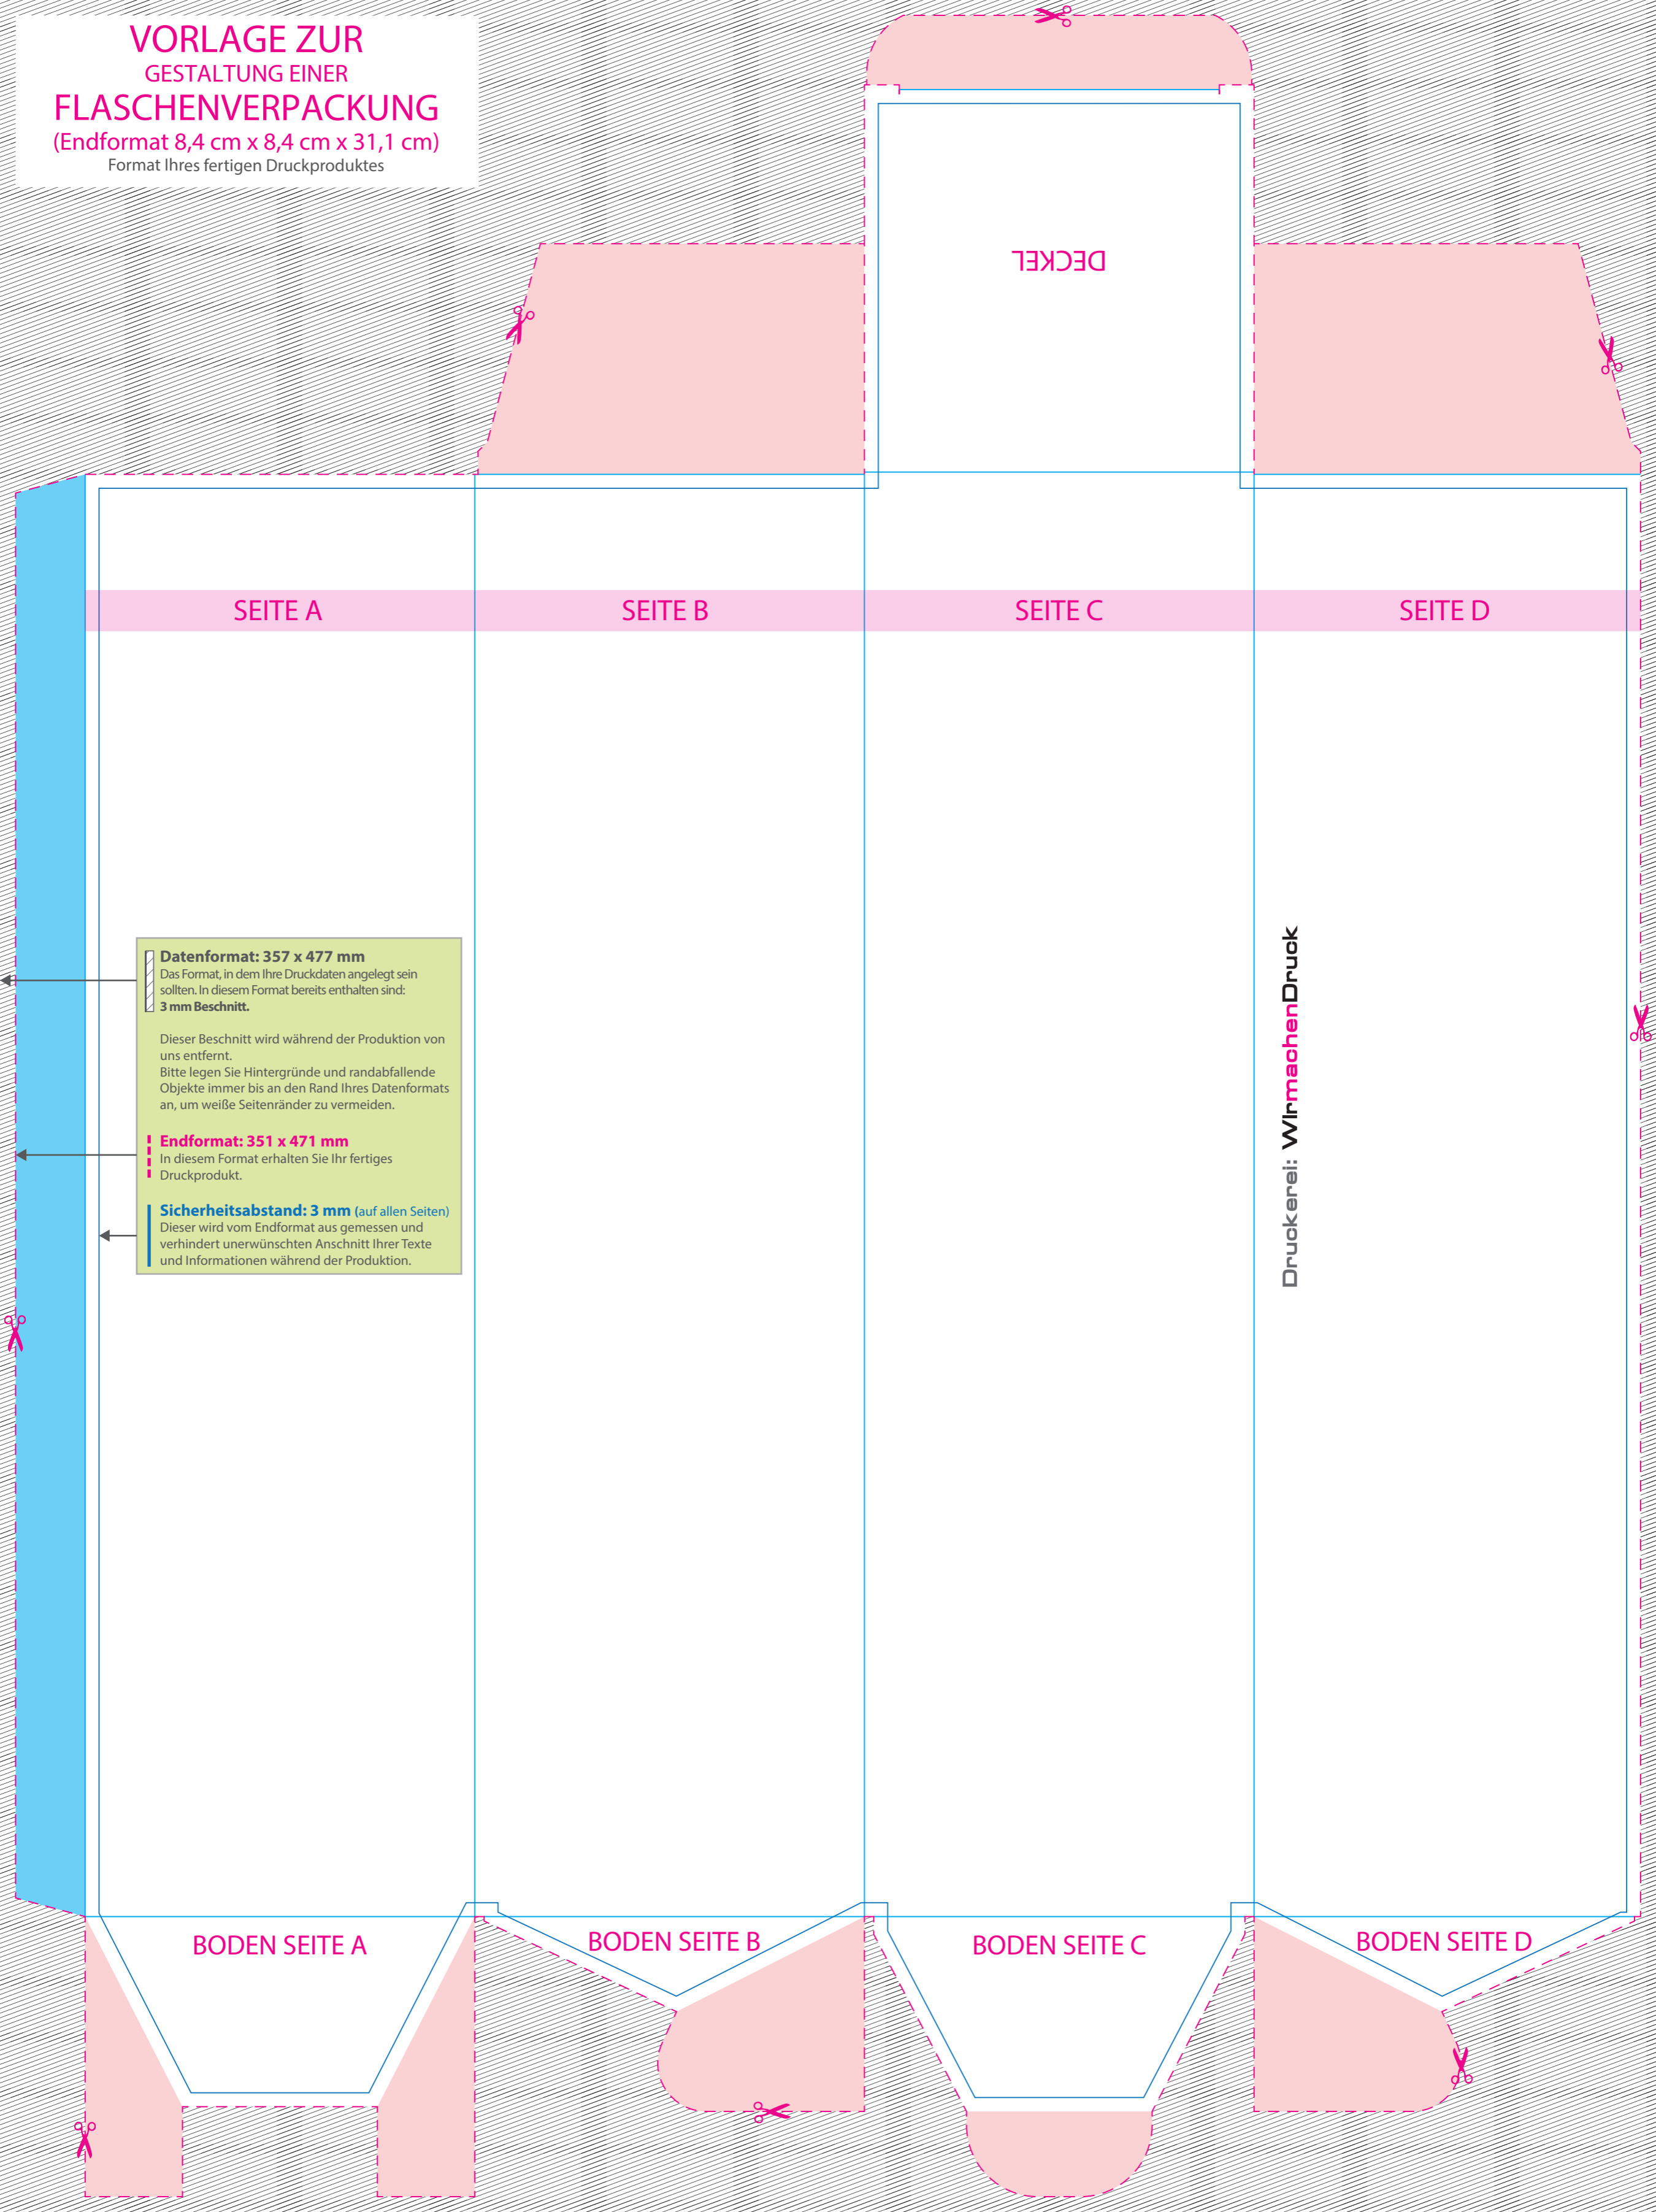 VORLAGE ZUR
GESTALTUNG EINER
FLASCHENVERPACKUNG
(Endformat 8,4 cm x 8,4 cm x 31,1 cm)
Format Ihres fertigen Druckproduktes
DECKEL
SEITE A
SEITE B
SEITE C
SEITE D
Datenformat: 357 x 477 mm
Das Format, in dem Ihre Druckdaten angelegt sein
sollten. In diesem Format bereits enthalten sind:
3 mm Beschnitt.
Dieser Beschnitt wird während der Produktion von
uns entfernt.
Bitte legen Sie Hintergründe und randabfallende
Objekte immer bis an den Rand Ihres Datenformats
an, um weiße Seitenränder zu vermeiden.
Endformat: 351 x 471 mm
In diesem Format erhalten Sie Ihr fertiges
Druckprodukt.
Sicherheitsabstand: 3 mm (auf allen Seiten)
Dieser wird vom Endformat aus gemessen und
verhindert unerwünschten Anschnitt Ihrer Texte
und Informationen während der Produktion.
Druckerei: WirmachenDruck
BODEN SEITE A
BODEN SEITE B
BODEN SEITE C
BODEN SEITE D